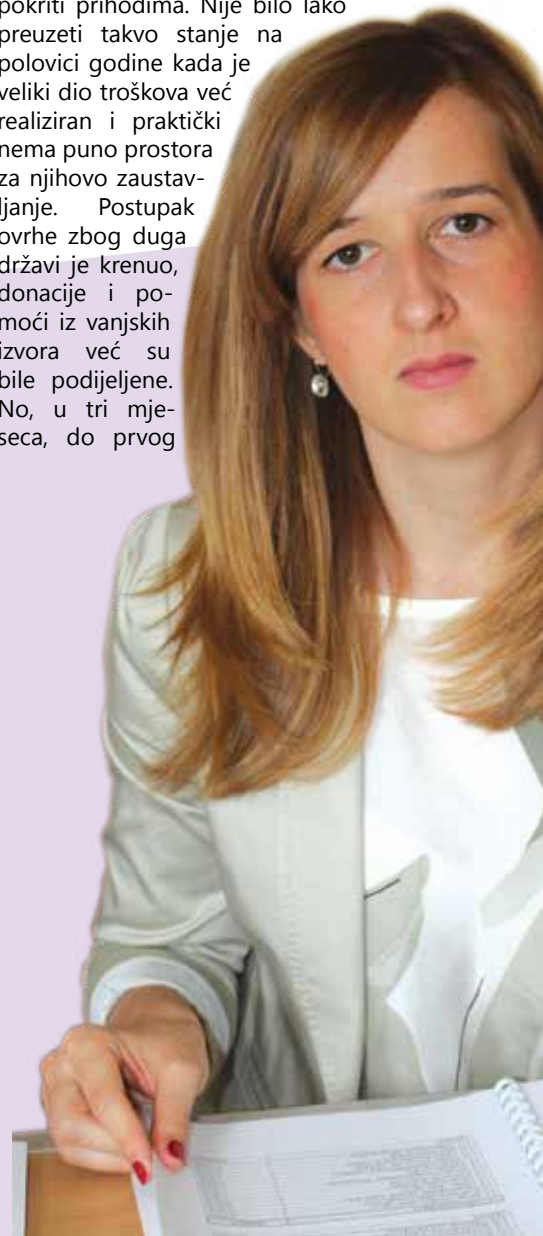 pokriti prihodima. Nije bilo lako
preuzeti takvo stanje na
polovici godine kada je
veliki dio troškova već
realiziran i praktički
nema puno prostora
za njihovo zaustav-
ljanje. Postupak
ovrhe zbog duga
državi je krenuo,
donacije i po-
moći iz vanjskih
izvora već su
bile podijeljene.
No, u tri mje-
seca, do prvog